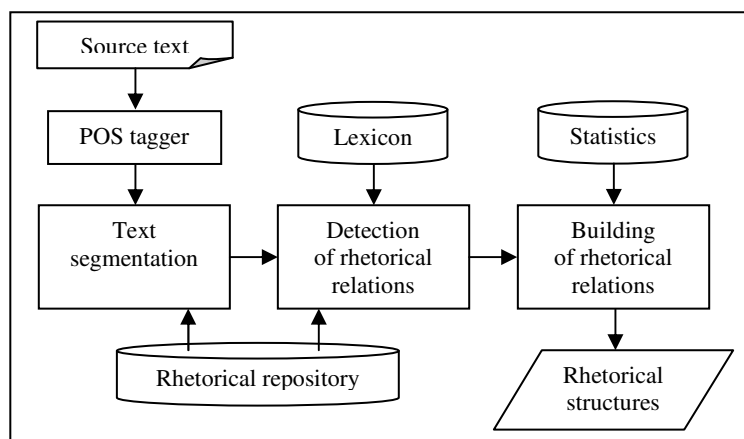 Source text
POS tagger
Lexicon
Statistics
Text
segmentation
Detection
of rhetorical
relations
Building
of rhetorical
relations
Rhetorical repository
Rhetorical
structures